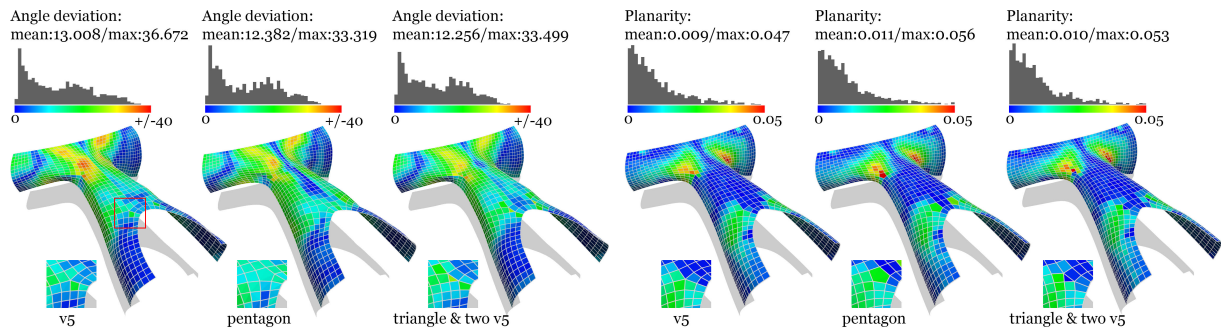 Angle deviation:
mean:13.008/max:36.672
0
+/-40
v5
Angle deviation:
mean:12.382/max:33.319
0
+/-40
pentagon
Angle deviation:
mean:12.256/max:33.499
0
+/-40
triangle & two v5
Planarity:
mean:0.009/max:0.047
0
0.05
v5
Planarity:
mean:0.011/max:0.056
0
0.05
pentagon
Planarity:
mean:0.010/max:0.053
0
0.05
triangle & two v5